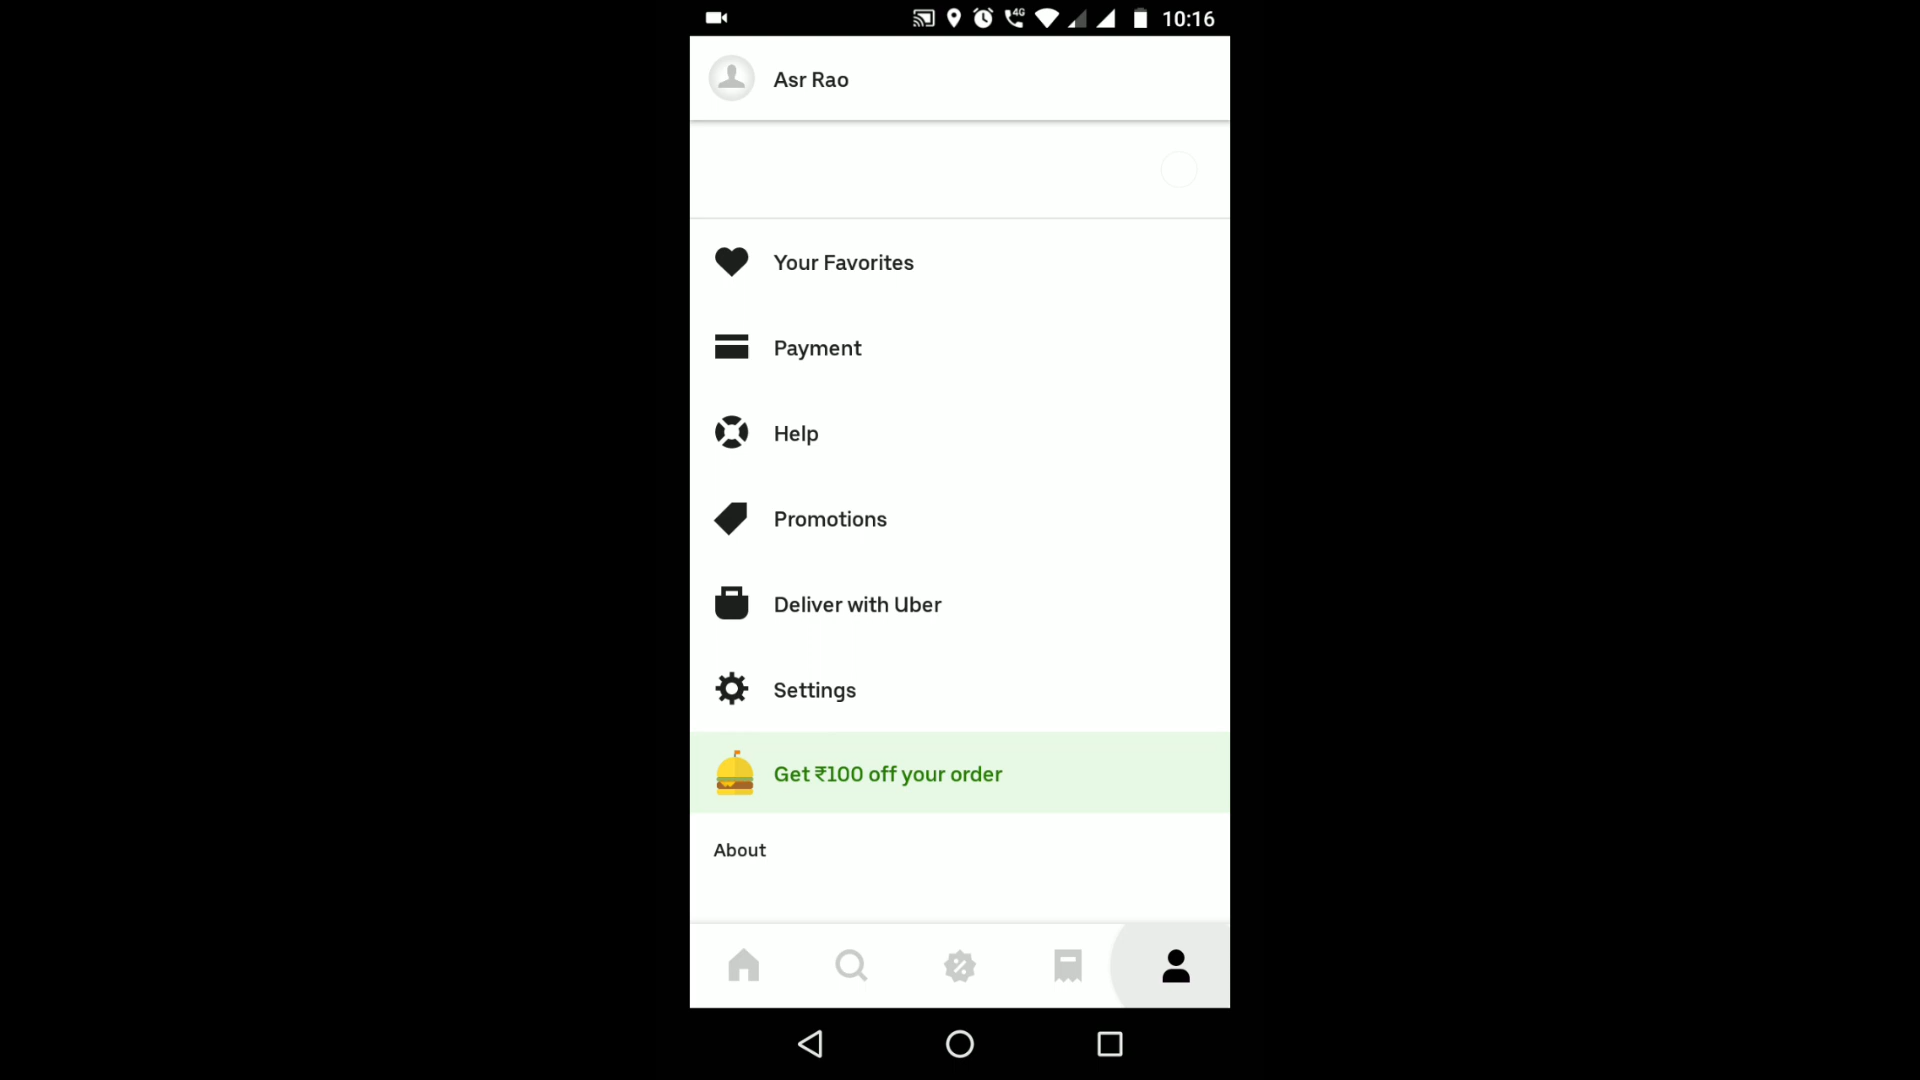 4G
10:16
Asr Rao
Your Favorites
Payment
Help
Promotions
Deliver with Uber
Settings
Get ₹100 off your order
About